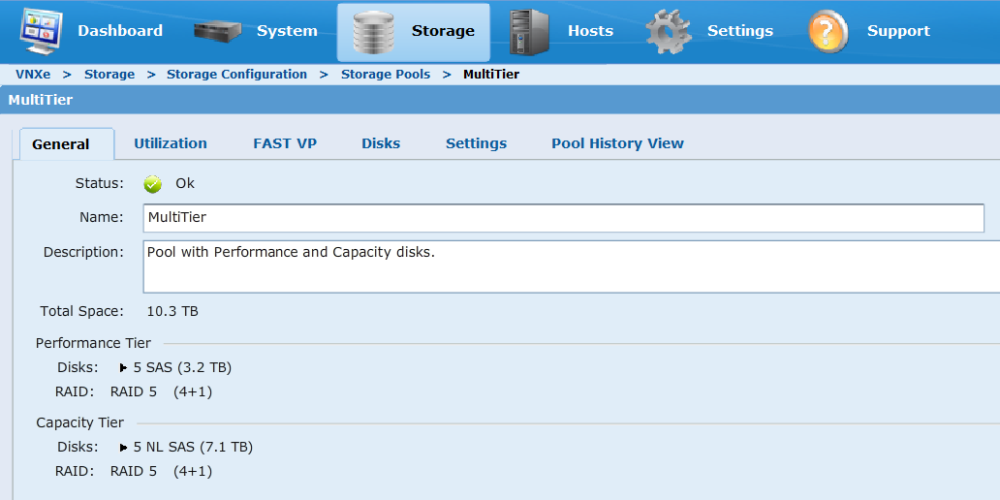 Dashboard System Storage Hosts Settings Support
VNXe > Storage > Storage Configuration > Storage Pools > MultiTier
MultiTier
General Utilization FAST VP Disks Settings Pool History View
Status: Ok
Name: MultiTier
Description: Pool with Performance and Capacity disks.
Total Space: 10.3 TB
Performance Tier
Disks: 5 SAS (3.2 TB)
RAID: RAID 5 (4+1)
Capacity Tier
Disks: 5 NL SAS (7.1 TB)
RAID: RAID 5 (4+1)